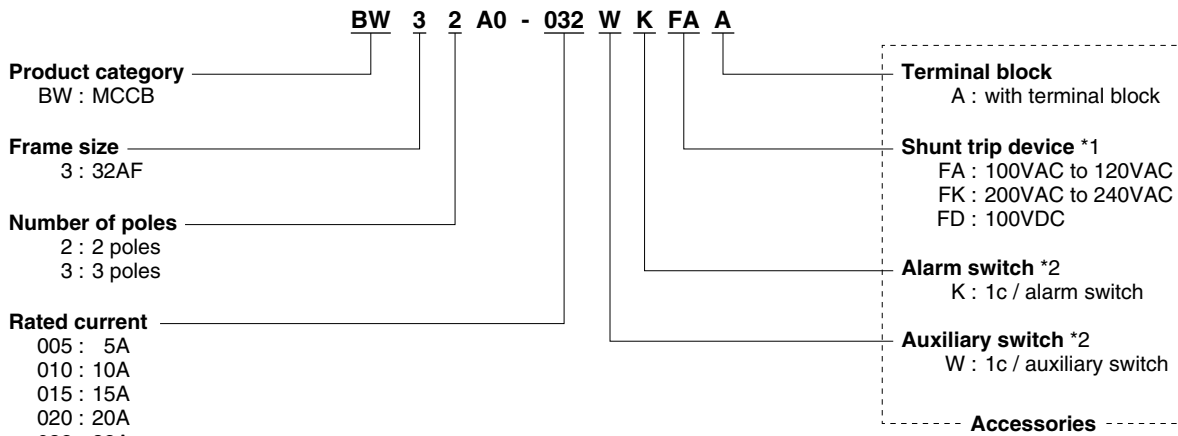 BW 3 2 A0 - 032 W K FA A
Product category
BW : MCCB
Frame size
3 : 32AF
Number of poles
2 : 2 poles
3 : 3 poles
Rated current
005 : 5A
010 : 10A
015 : 15A
020 : 20A
Terminal block
A : with terminal block
Shunt trip device *1
FA : 100VAC to 120VAC
FK : 200VAC to 240VAC
FD : 100VDC
Alarm switch *2
K : 1c / alarm switch
Auxiliary switch *2
W : 1c / auxiliary switch
Accessories